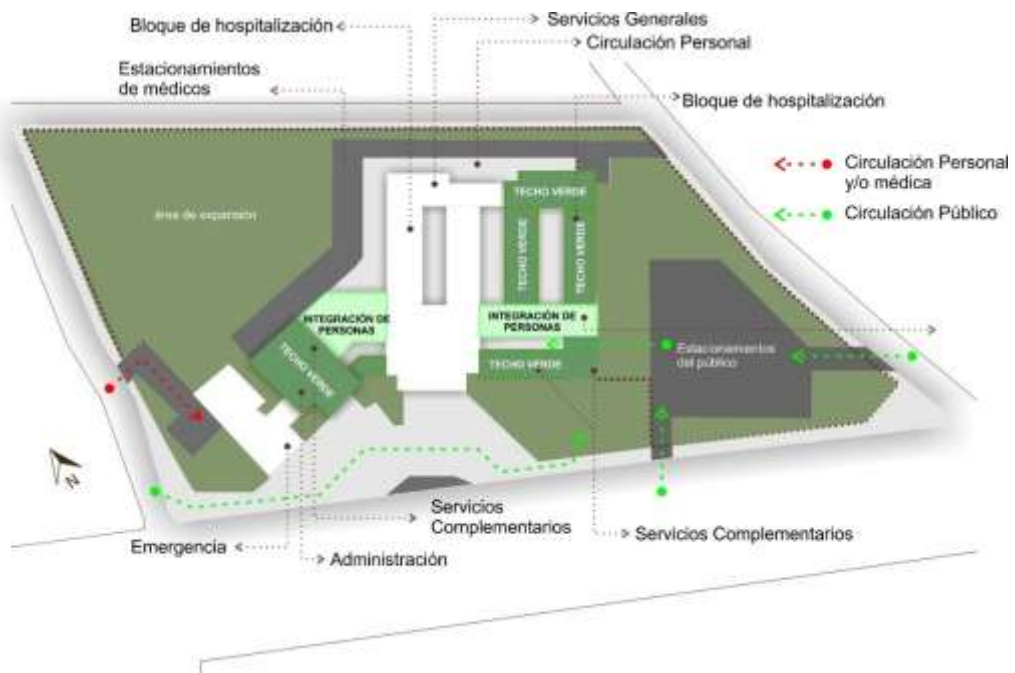 Servicios Generales
Bloque de hospitalización
Circulación Personal
Estacionamientos
de médicos
Bloque de hospitalización
Circulación Personal
y/o médica
Circulación Público
TECHO VERDE
área de expansión
TECHO VERDE
TECHO VERDE
INTEGRACIÓN DE
PERSONAS
INTEGRACIÓN DE
PERSONAS
TECHO VERDE
TECHO VERDE
Estacionamientos
del público
N
Servicios
Complementarios
Servicios Complementarios
Emergencia
Administración